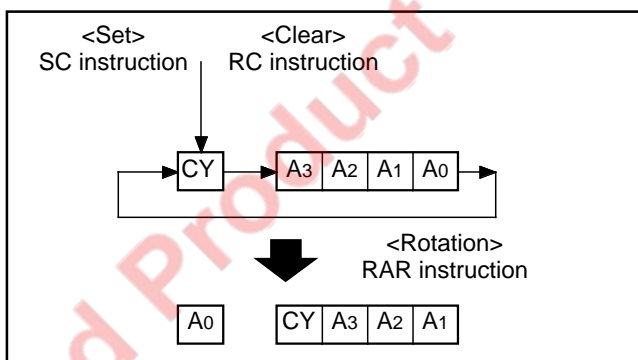 <Set> <Clear>
SC instruction RC instruction
CY A3 A2 A1 A0
<Rotation>
RAR instruction
A0 CY A3 A2 A1
d Product